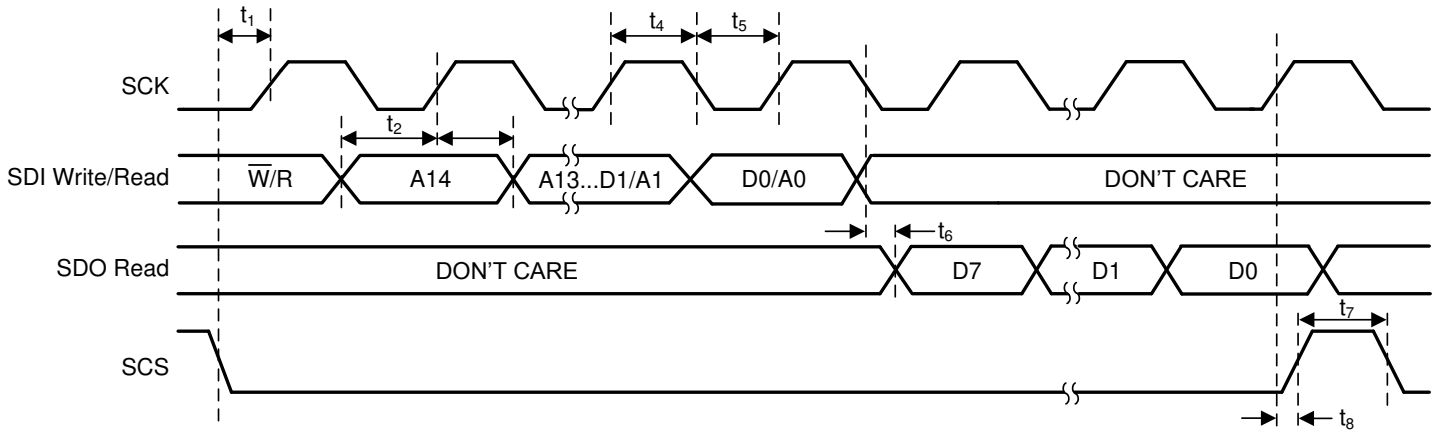 t₁ t₄ t₅
SCK
t₂
SDI Write/Read W̅/R A14 A13...D1/A1 D0/A0 DON'T CARE
t₆
SDO Read DON'T CARE D7 D1 D0
t₇
SCS
t₈